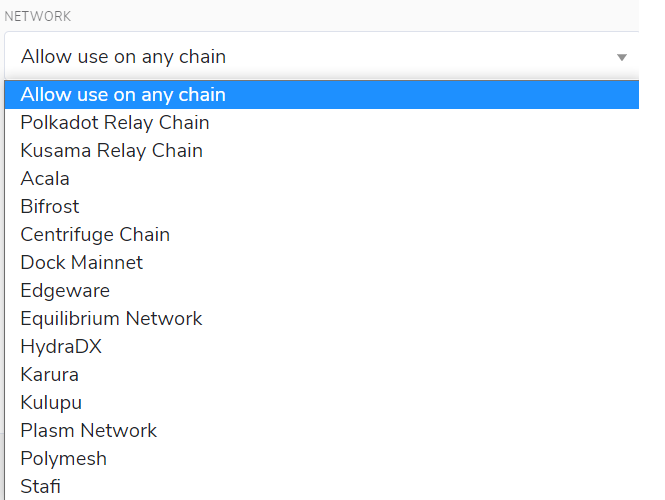 NETWORK
Allow use on any chain
Allow use on any chain
Polkadot Relay Chain
Kusama Relay Chain
Acala
Bifrost
Centrifuge Chain
Dock Mainnet
Edgeware
Equilibrium Network
HydraDX
Karura
Kulupu
Plasm Network
Polymesh
Stafi